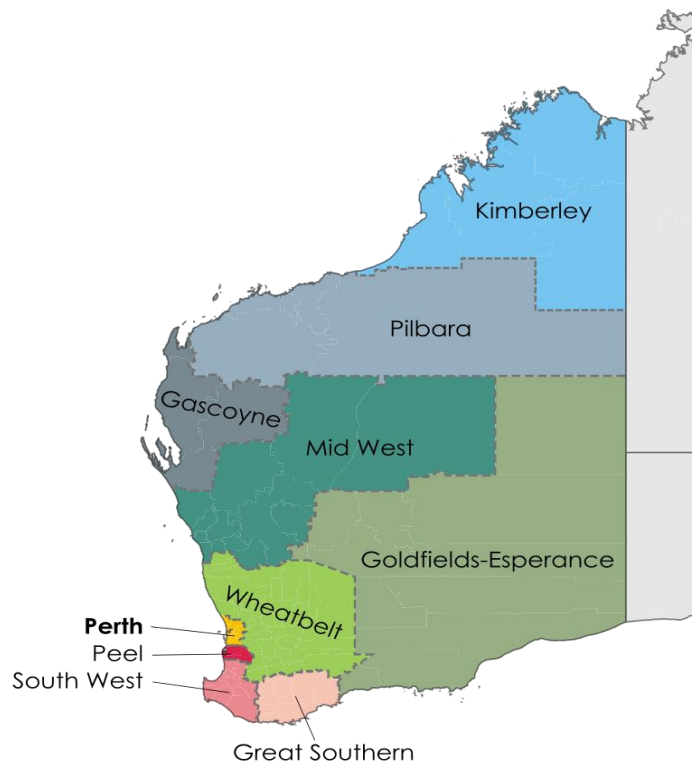 Kimberley
Pilbara
Gascoyne
Mid West
Goldfields-Esperance
Wheatbelt
Perth
Peel
South West
Great Southern